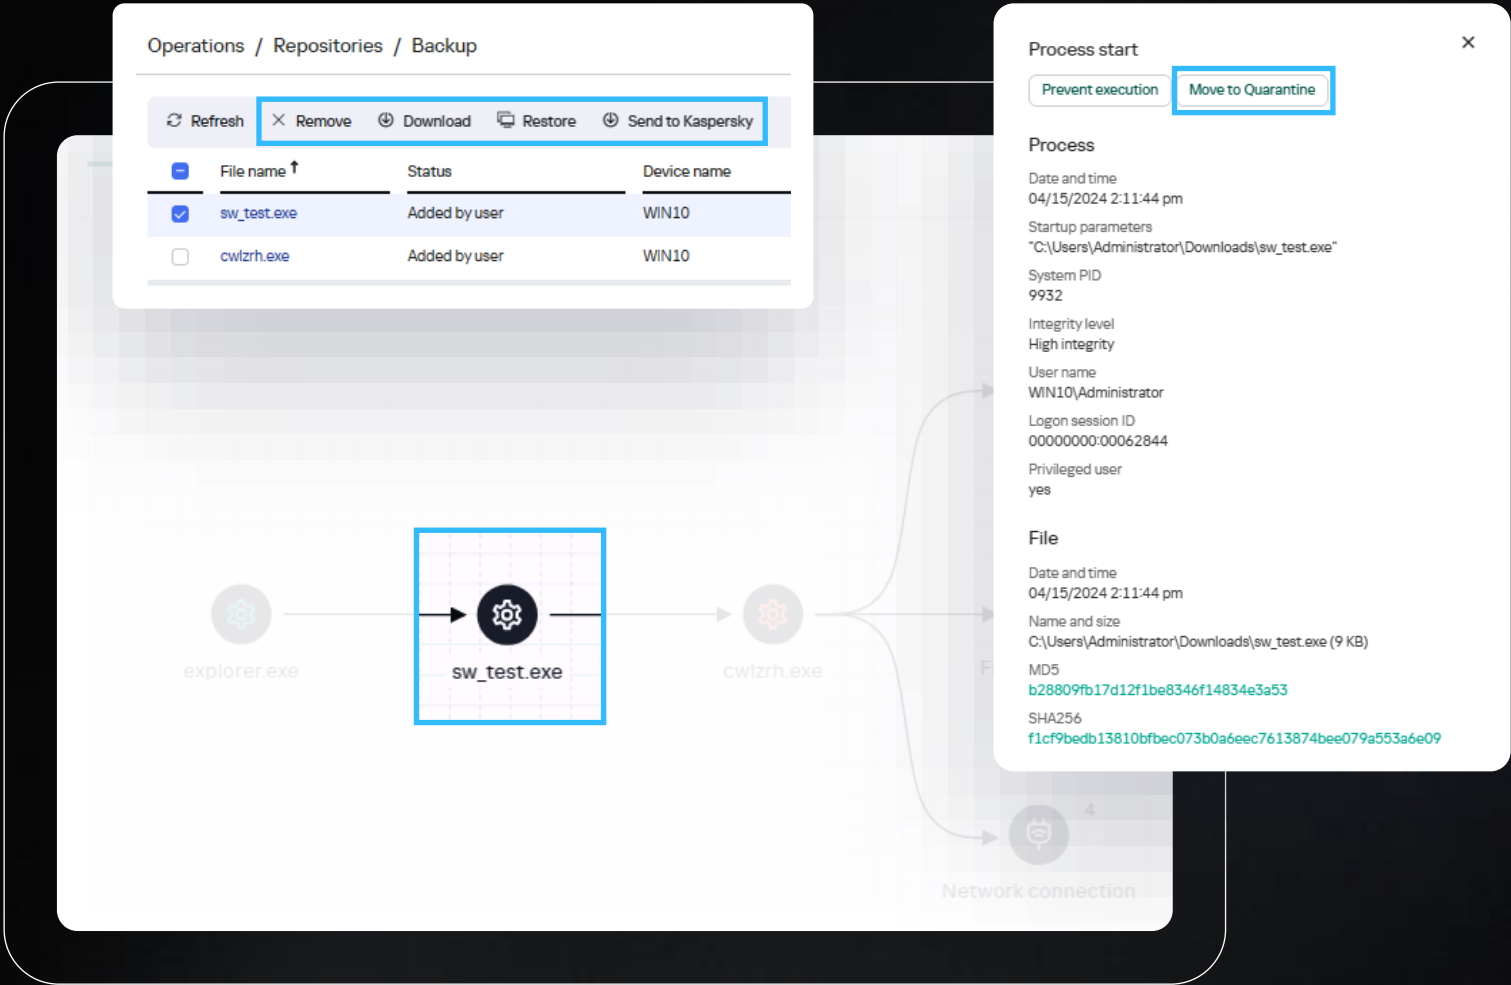 Operations / Repositories / Backup
Refresh Remove Download Restore Send to Kaspersky
File name Status Device name
sw_test.exe Added by user WIN10
cwlzrh.exe Added by user WIN10
explorer.exe
sw_test.exe
cwlzrh.exe
F
4
Network connection
Process start
Prevent execution Move to Quarantine
Process
Date and time
04/15/2024 2:11:44 pm
Startup parameters
"C:\Users\Administrator\Downloads\sw_test.exe"
System PID
9932
Integrity level
High integrity
User name
WIN10\Administrator
Logon session ID
00000000:00062844
Privileged user
yes
File
Date and time
04/15/2024 2:11:44 pm
Name and size
C:\Users\Administrator\Downloads\sw_test.exe (9 KB)
MD5
b28809fb17d12f1be8346f14834e3a53
SHA256
f1cf9bedb13810bfbec073b0a6eec7613874bee079a553a6e09